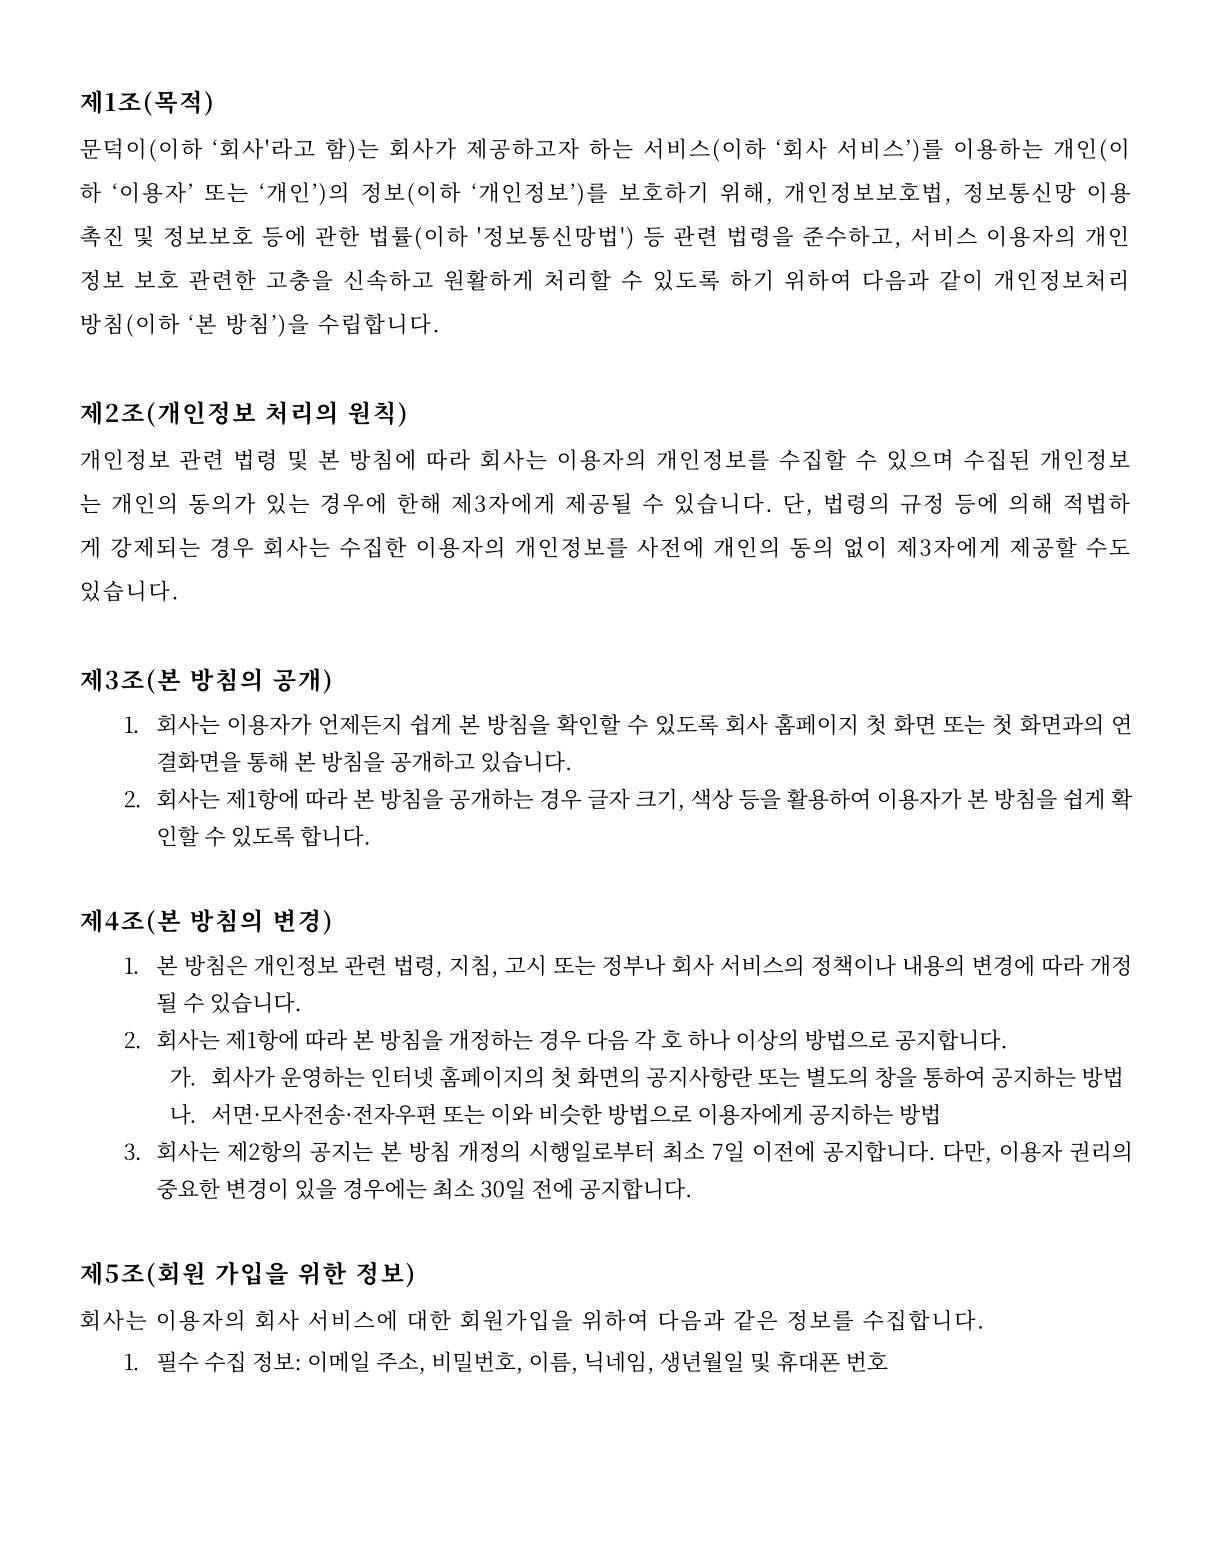 제1조(목적)
문덕이(이하 ‘회사'라고 함)는 회사가 제공하고자 하는 서비스(이하 ‘회사 서비스’)를 이용하는 개인(이
하 ‘이용자’ 또는 ‘개인’)의 정보(이하 ‘개인정보’)를 보호하기 위해, 개인정보보호법, 정보통신망 이용
촉진 및 정보보호 등에 관한 법률(이하 '정보통신망법') 등 관련 법령을 준수하고, 서비스 이용자의 개인
정보 보호 관련한 고충을 신속하고 원활하게 처리할 수 있도록 하기 위하여 다음과 같이 개인정보처리
방침(이하 ‘본 방침’)을 수립합니다.
제2조(개인정보 처리의 원칙)
개인정보 관련 법령 및 본 방침에 따라 회사는 이용자의 개인정보를 수집할 수 있으며 수집된 개인정보
는 개인의 동의가 있는 경우에 한해 제3자에게 제공될 수 있습니다. 단, 법령의 규정 등에 의해 적법하
게 강제되는 경우 회사는 수집한 이용자의 개인정보를 사전에 개인의 동의 없이 제3자에게 제공할 수도
있습니다.
제3조(본 방침의 공개)
1. 회사는 이용자가 언제든지 쉽게 본 방침을 확인할 수 있도록 회사 홈페이지 첫 화면 또는 첫 화면과의 연
결화면을 통해 본 방침을 공개하고 있습니다.
2. 회사는 제1항에 따라 본 방침을 공개하는 경우 글자 크기, 색상 등을 활용하여 이용자가 본 방침을 쉽게 확
인할 수 있도록 합니다.
제4조(본 방침의 변경)
1. 본 방침은 개인정보 관련 법령, 지침, 고시 또는 정부나 회사 서비스의 정책이나 내용의 변경에 따라 개정
될 수 있습니다.
2. 회사는 제1항에 따라 본 방침을 개정하는 경우 다음 각 호 하나 이상의 방법으로 공지합니다.
가. 회사가 운영하는 인터넷 홈페이지의 첫 화면의 공지사항란 또는 별도의 창을 통하여 공지하는 방법
나. 서면·모사전송·전자우편 또는 이와 비슷한 방법으로 이용자에게 공지하는 방법
3. 회사는 제2항의 공지는 본 방침 개정의 시행일로부터 최소 7일 이전에 공지합니다. 다만, 이용자 권리의
중요한 변경이 있을 경우에는 최소 30일 전에 공지합니다.
제5조(회원 가입을 위한 정보)
회사는 이용자의 회사 서비스에 대한 회원가입을 위하여 다음과 같은 정보를 수집합니다.
1. 필수 수집 정보: 이메일 주소, 비밀번호, 이름, 닉네임, 생년월일 및 휴대폰 번호